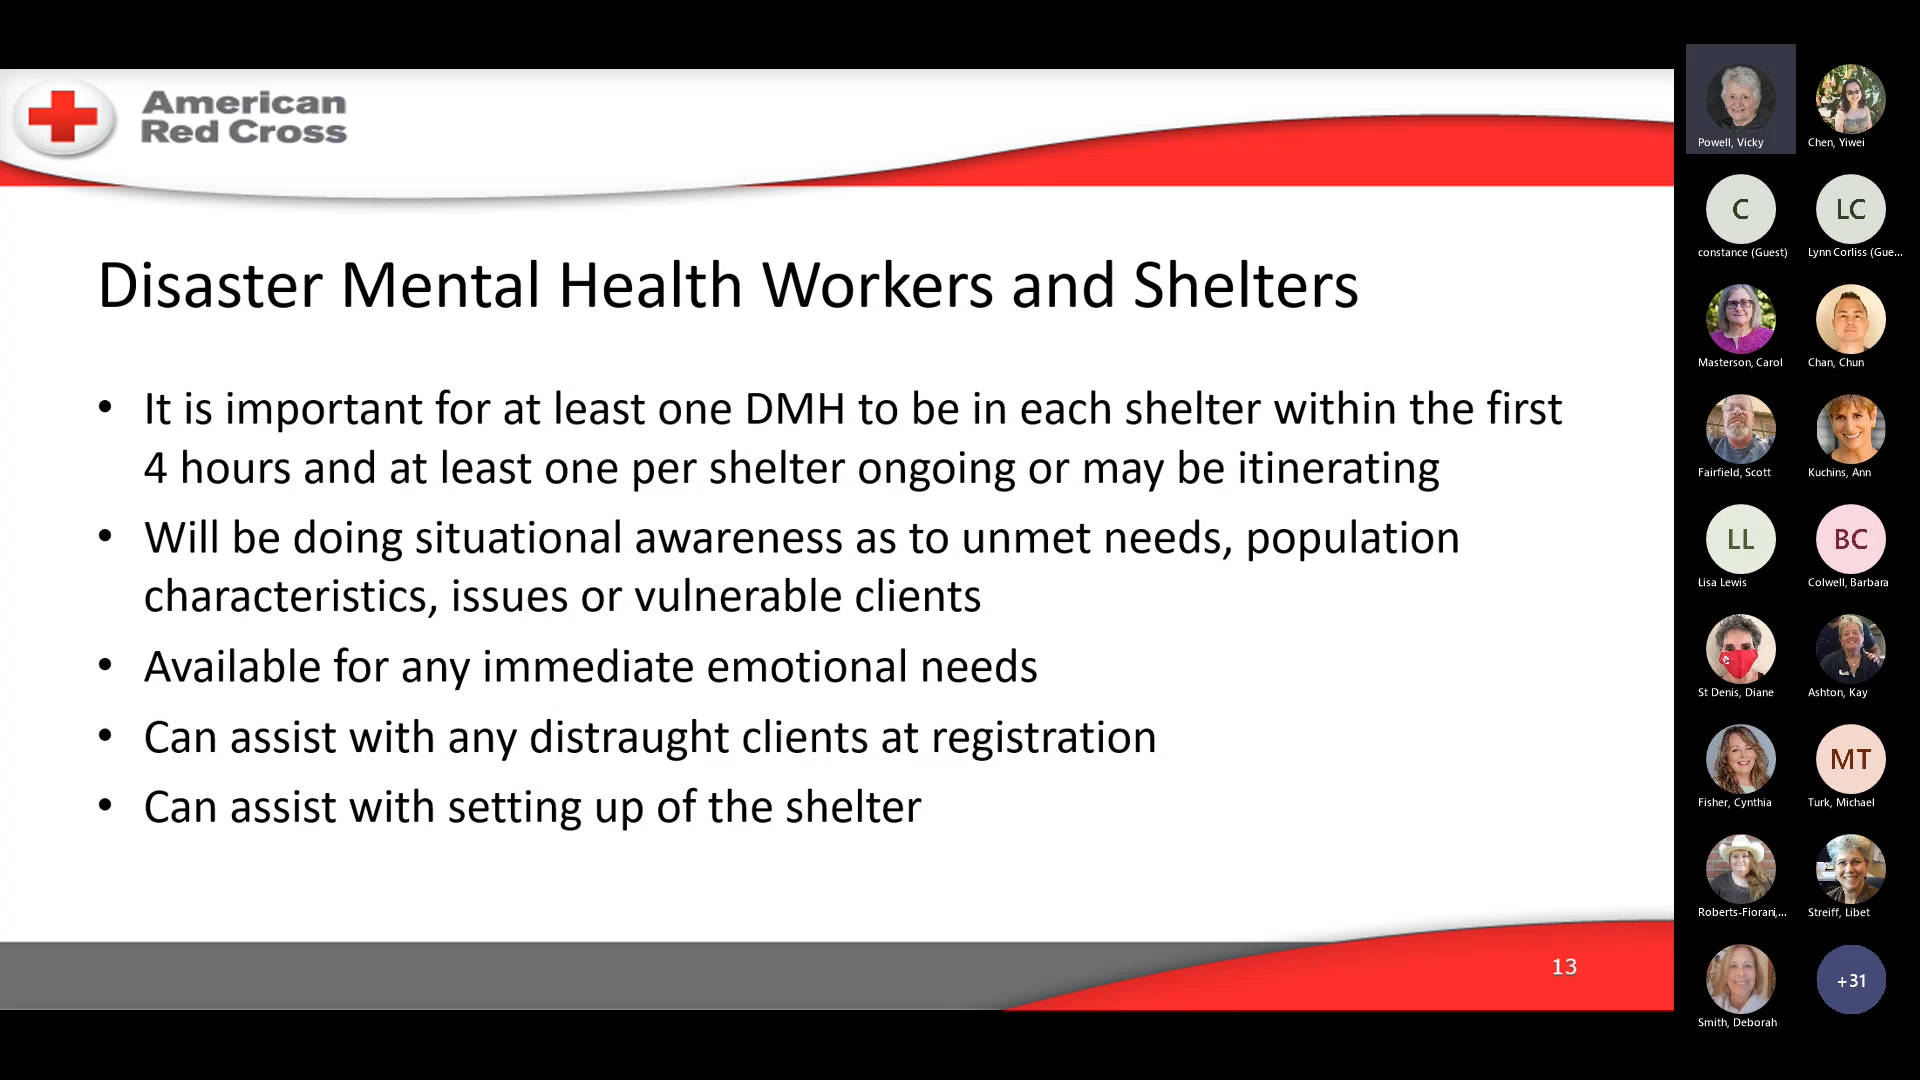 American
Red Cross
Disaster Mental Health Workers and Shelters
• It is important for at least one DMH to be in each shelter within the first
4 hours and at least one per shelter ongoing or may be itinerating
• Will be doing situational awareness as to unmet needs, population
characteristics, issues or vulnerable clients
• Available for any immediate emotional needs
• Can assist with any distraught clients at registration
• Can assist with setting up of the shelter
13
Powell, Vicky
Chen, Yiwei
C
LC
constance (Guest)
Lynn Corliss (Gue...
Masterson, Carol
Chan, Chun
Fairfield, Scott
Kuchins, Ann
LL
BC
Lisa Lewis
Colwell, Barbara
St Denis, Diane
Ashton, Kay
MT
Fisher, Cynthia
Turk, Michael
Roberts-Fiorani,...
Streiff, Libet
+31
Smith, Deborah